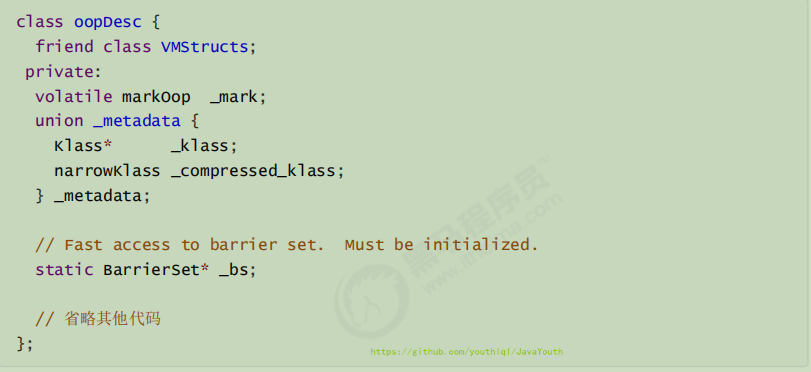 class oopDesc {
  friend class VMStructs;
 private:
  volatile markOop  _mark;
  union _metadata {
    Klass*      _klass;
    narrowKlass _compressed_klass;
  } _metadata;

  // Fast access to barrier set.  Must be initialized.
  static BarrierSet* _bs;

  // 省略其他代码
};
黑马程序员
www.itheima.com
https://github.com/youthlql/JavaYouth